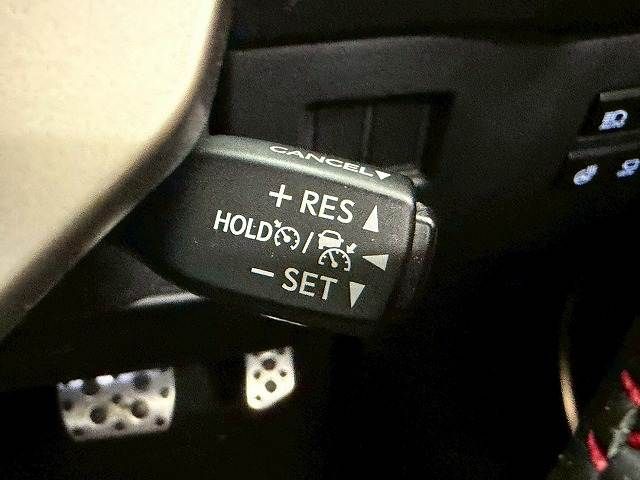 CANCEL▼
+ RES ▲
HOLD / ◀
− SET ▼